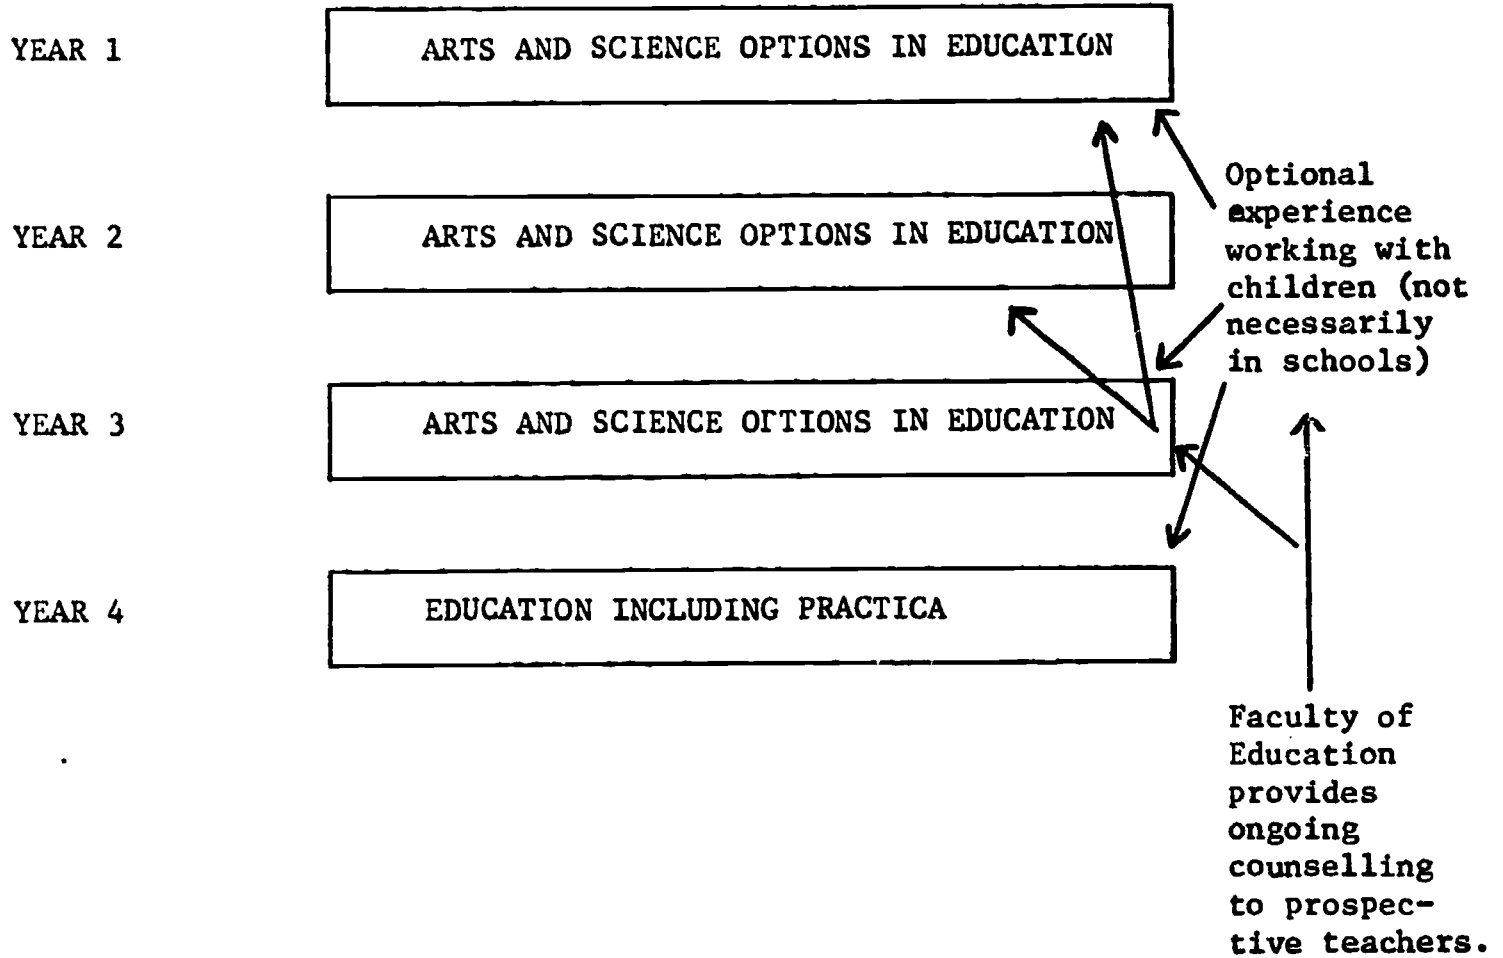 YEAR 1
ARTS AND SCIENCE OPTIONS IN EDUCATION
YEAR 2
ARTS AND SCIENCE OPTIONS IN EDUCATION
YEAR 3
ARTS AND SCIENCE OPTIONS IN EDUCATION
YEAR 4
EDUCATION INCLUDING PRACTICA
Optional
experience
working with
children (not
necessarily
in schools)
Faculty of
Education
provides
ongoing
counselling
to prospec-
tive teachers.